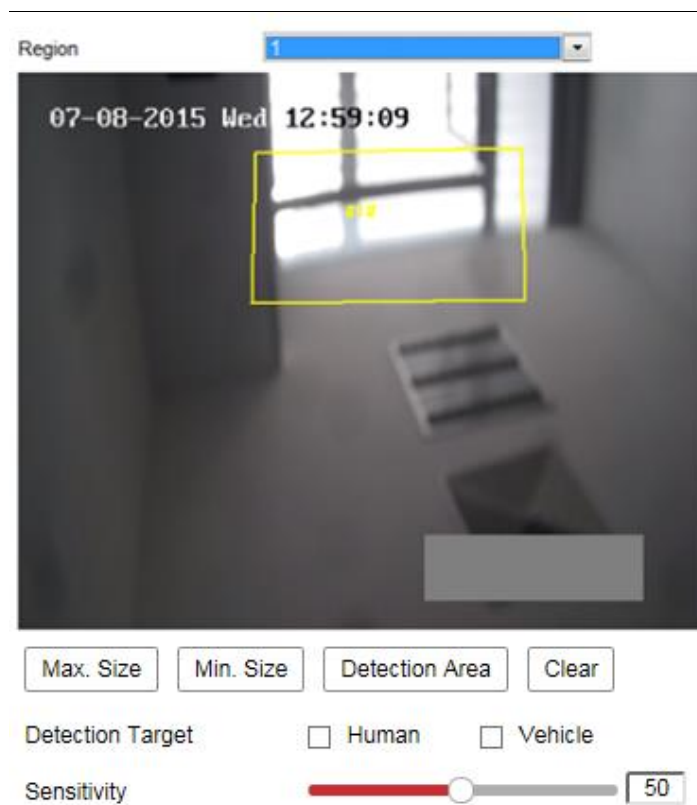 Region 1
07-08-2015 Wed 12:59:09
#1#
Max. Size Min. Size Detection Area Clear
Detection Target Human Vehicle
Sensitivity 50